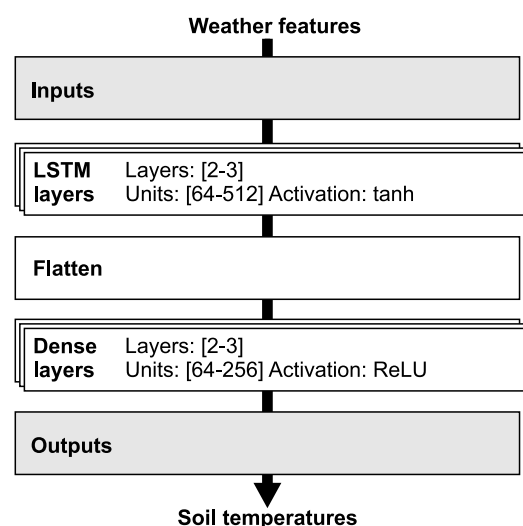 Weather features
Inputs
LSTM Layers: [2-3]
layers Units: [64-512] Activation: tanh
Flatten
Dense Layers: [2-3]
layers Units: [64-256] Activation: ReLU
Outputs
Soil temperatures